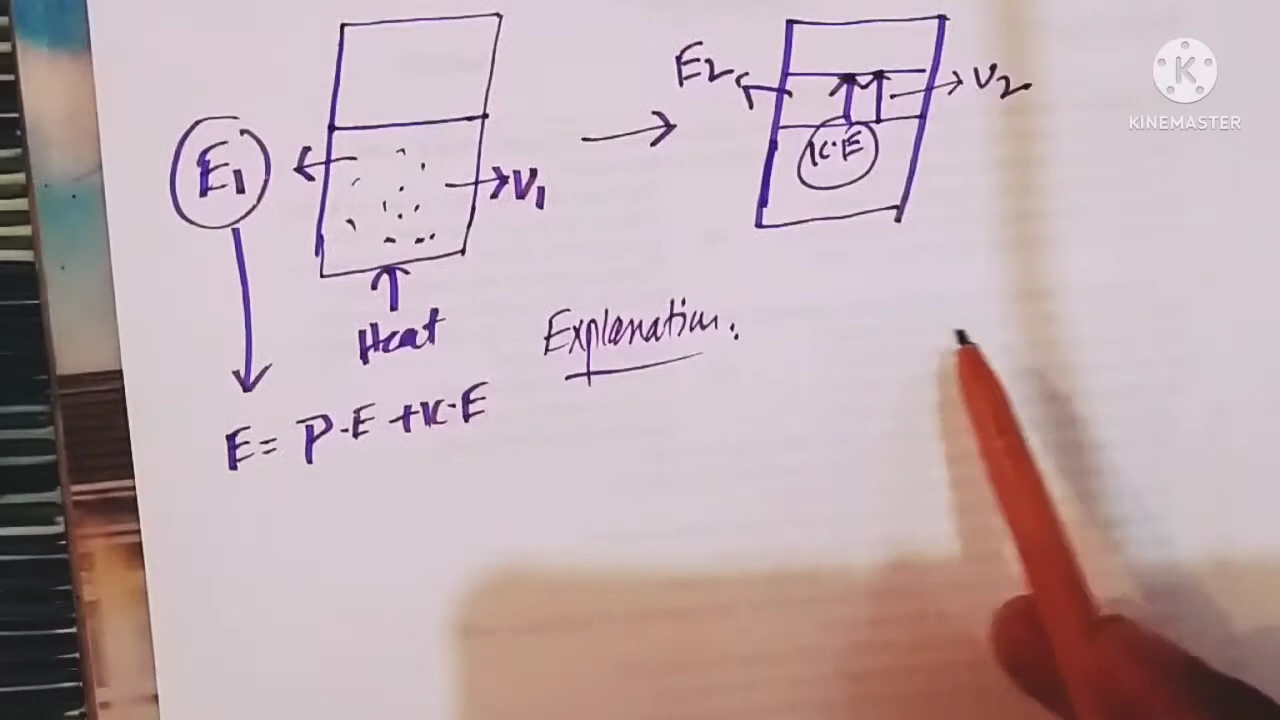 E1
V1
Heat
E2
V2
K.E
Explanation.
E = P.E + K.E
K
KINEMASTER